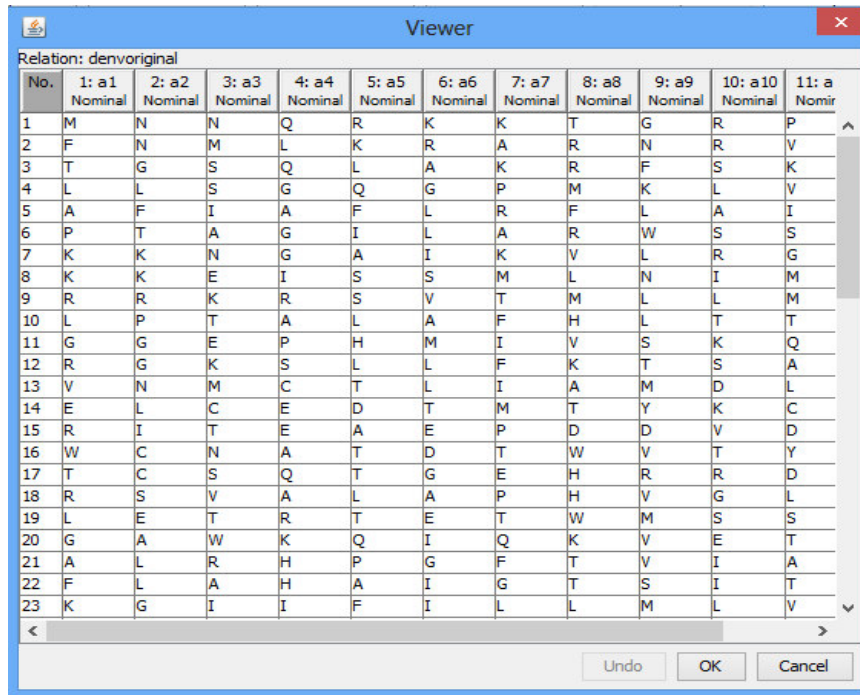 Viewer
Relation: denvoriginal
No. 1: a1 2: a2 3: a3 4: a4 5: a5 6: a6 7: a7 8: a8 9: a9 10: a10 11: a
Nominal Nominal Nominal Nominal Nominal Nominal Nominal Nominal Nominal Nominal Nomir
1 M N N Q R K K T G R P
2 F N M L K R A R N R V
3 T G S Q L A K R F S K
4 L L S G Q G P M K L V
5 A F I A F L R F L A I
6 P T A G I L A R W S S
7 K K N G A I K V L R G
8 K K E I S S M L N I M
9 R R K R S V T M L L M
10 L P T A L A F H L T T
11 G G E P H M I V S K Q
12 R G K S L L F K T S A
13 V N M C T L I A M D L
14 E L C E D T M T Y K C
15 R I T E A E P D D V D
16 W C N A T D T W V T Y
17 T C S Q T G E H R R D
18 R S V A L A P H V G L
19 L E T R T E T W M S S
20 G A W K Q I Q K V E T
21 A L R H P G F T V I A
22 F L A H A I G T S I T
23 K G I I F I L L M L V
Undo OK Cancel